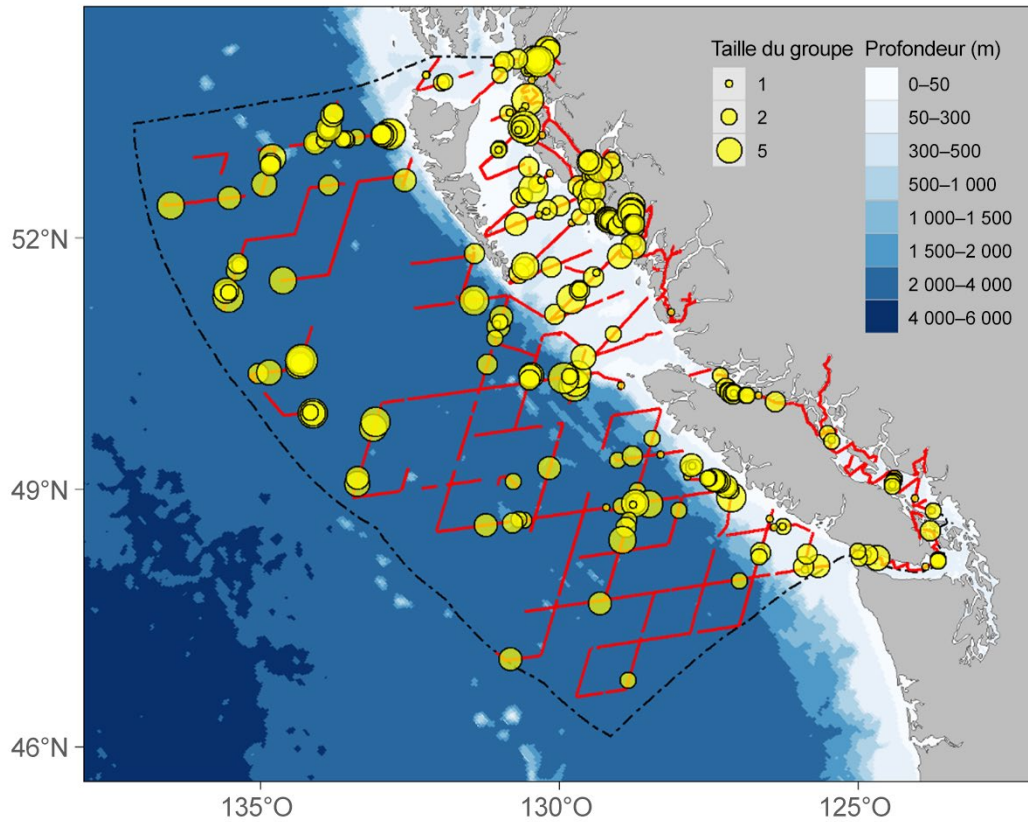 Taille du groupe
1
2
5
Profondeur (m)
0–50
50–300
300–500
500–1 000
1 000–1 500
1 500–2 000
2 000–4 000
4 000–6 000
52°N
49°N
46°N
135°O
130°O
125°O